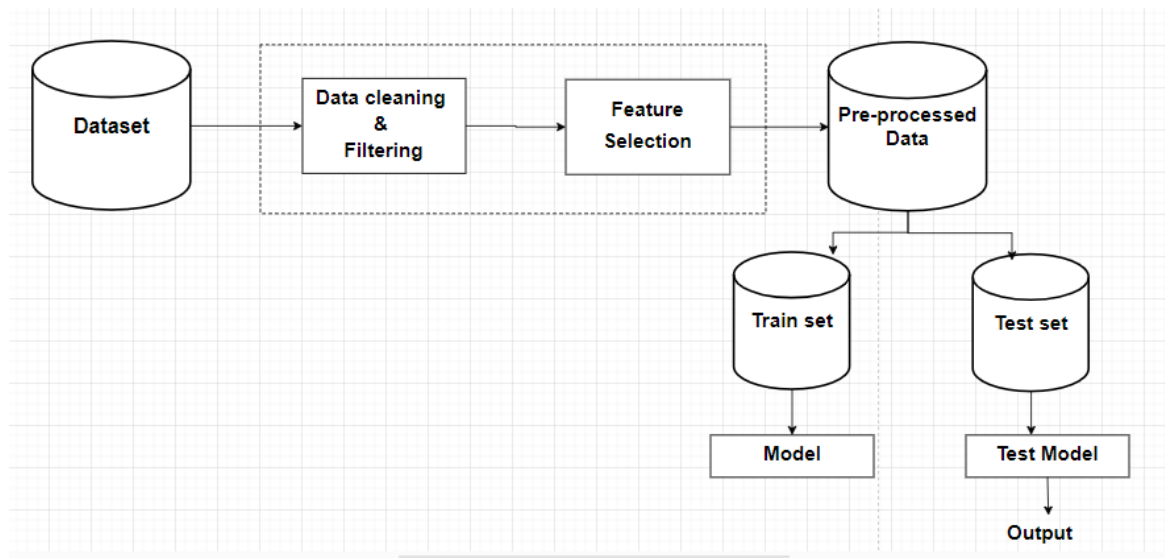 Dataset
Data cleaning
&
Filtering
Feature
Selection
Pre-processed
Data
Train set
Test set
Model
Test Model
Output